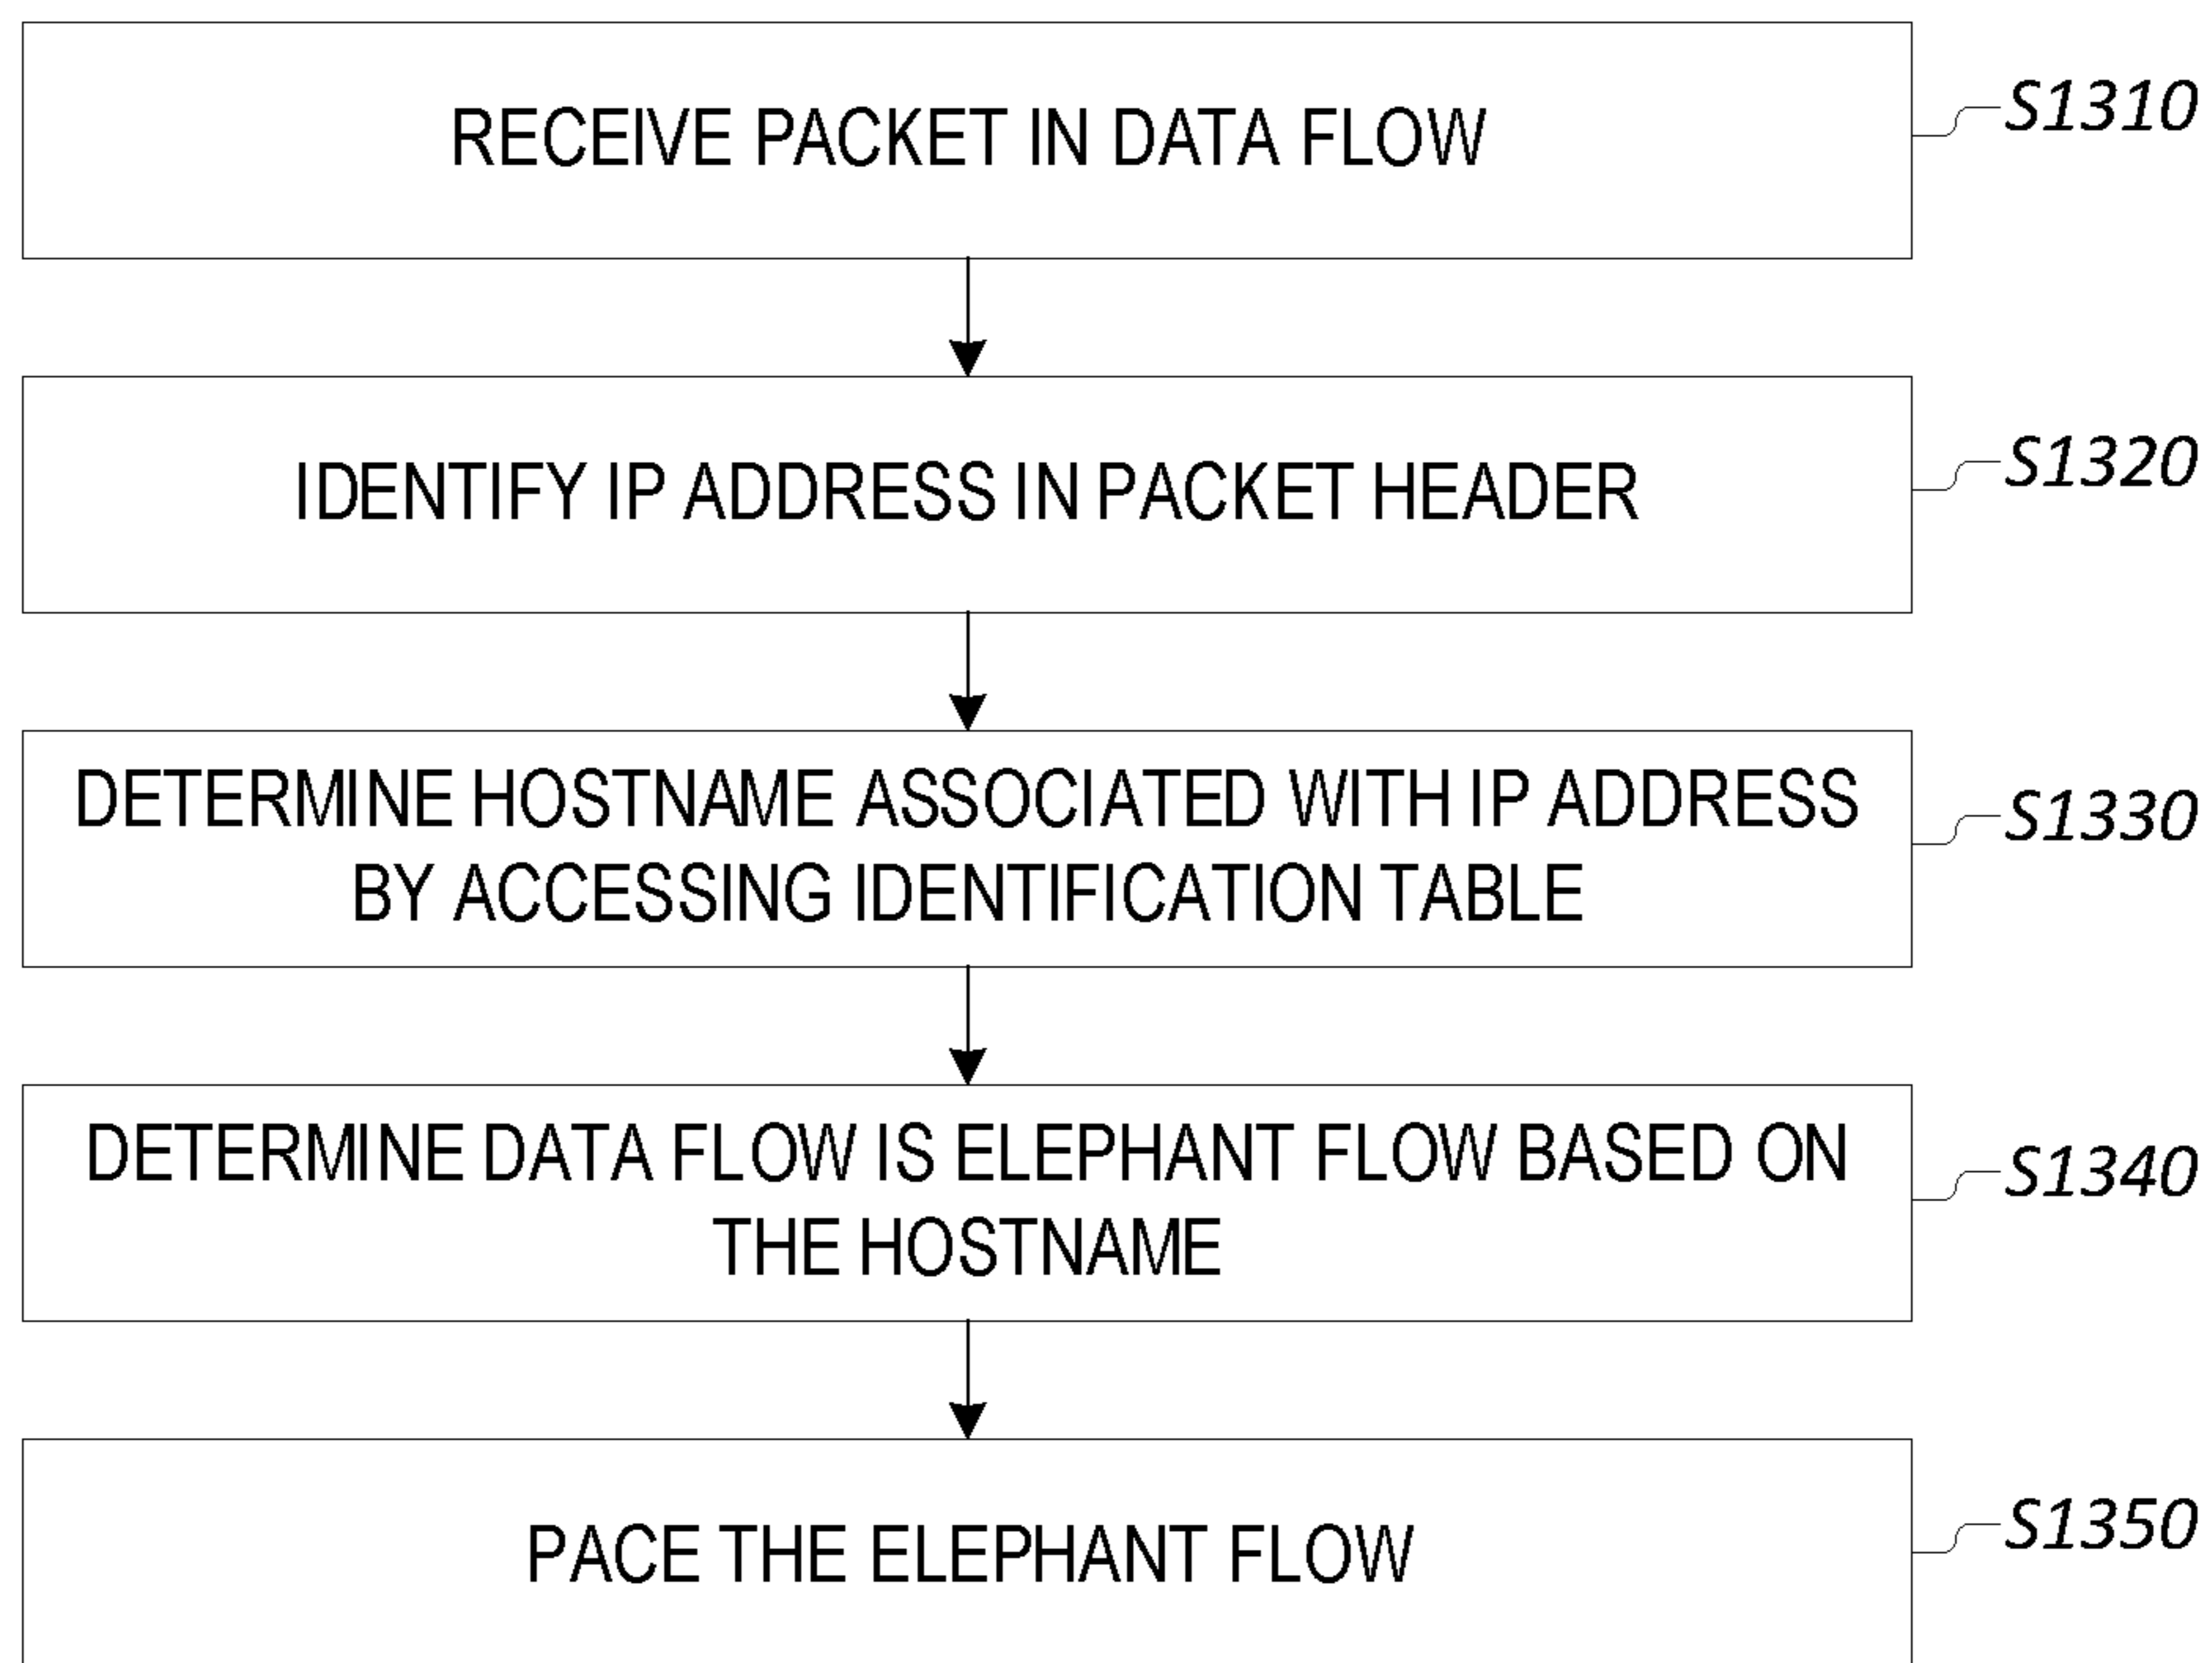 RECEIVE PACKET IN DATA FLOW
S1310
IDENTIFY IP ADDRESS IN PACKET HEADER
S1320
DETERMINE HOSTNAME ASSOCIATED WITH IP ADDRESS
BY ACCESSING IDENTIFICATION TABLE
S1330
DETERMINE DATA FLOW IS ELEPHANT FLOW BASED ON
THE HOSTNAME
S1340
PACE THE ELEPHANT FLOW
S1350